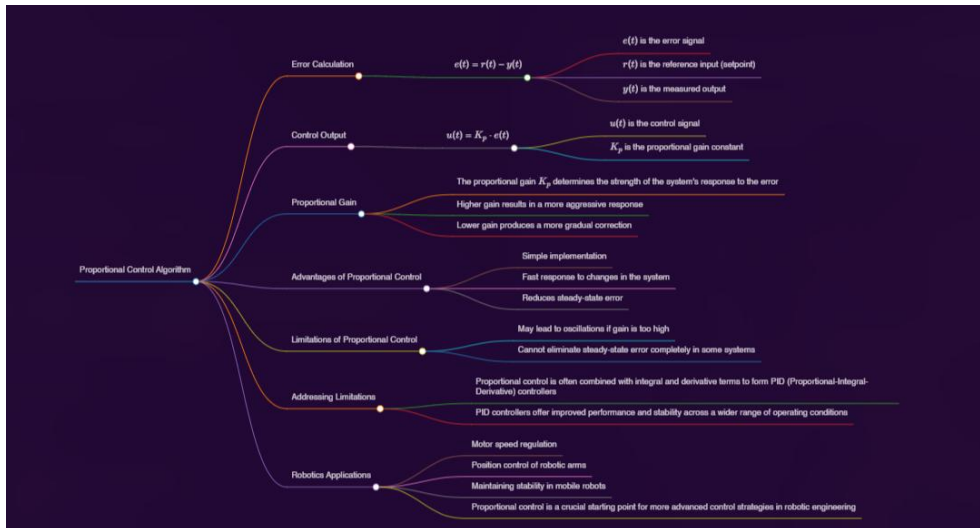 Error Calculation
e(t) = r(t) − y(t)
e(t) is the error signal
r(t) is the reference input (setpoint)
y(t) is the measured output
Control Output
u(t) = Kₚ · e(t)
u(t) is the control signal
Kₚ is the proportional gain constant
Proportional Gain
The proportional gain Kₚ determines the strength of the system's response to the error
Higher gain results in a more aggressive response
Lower gain produces a more gradual correction
Proportional Control Algorithm
Advantages of Proportional Control
Simple implementation
Fast response to changes in the system
Reduces steady-state error
Limitations of Proportional Control
May lead to oscillations if gain is too high
Cannot eliminate steady-state error completely in some systems
Addressing Limitations
Proportional control is often combined with integral and derivative terms to form PID (Proportional-Integral-
Derivative) controllers
PID controllers offer improved performance and stability across a wider range of operating conditions
Robotics Applications
Motor speed regulation
Position control of robotic arms
Maintaining stability in mobile robots
Proportional control is a crucial starting point for more advanced control strategies in robotic engineering